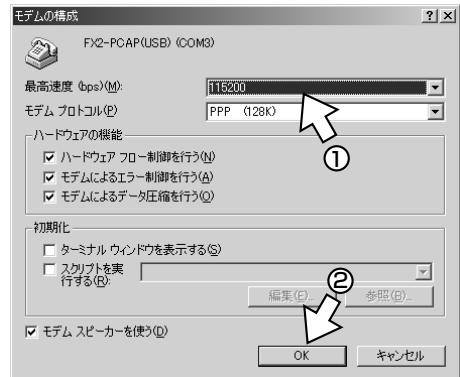 モデムの構成
FX2-PCAP(USB) (COM3)
最高速度 (bps)(M):
115200
モデム プロトコル(P)
PPP (128K)
①
ハードウェアの機能
ハードウェア フロー制御を行う(N)
モデムによるエラー制御を行う(A)
モデムによるデータ圧縮を行う(O)
初期化
ターミナル ウィンドウを表示する(S)
スクリプトを実
行する(R):
②
編集(E)... 参照(B)...
モデム スピーカーを使う(D)
OK キャンセル